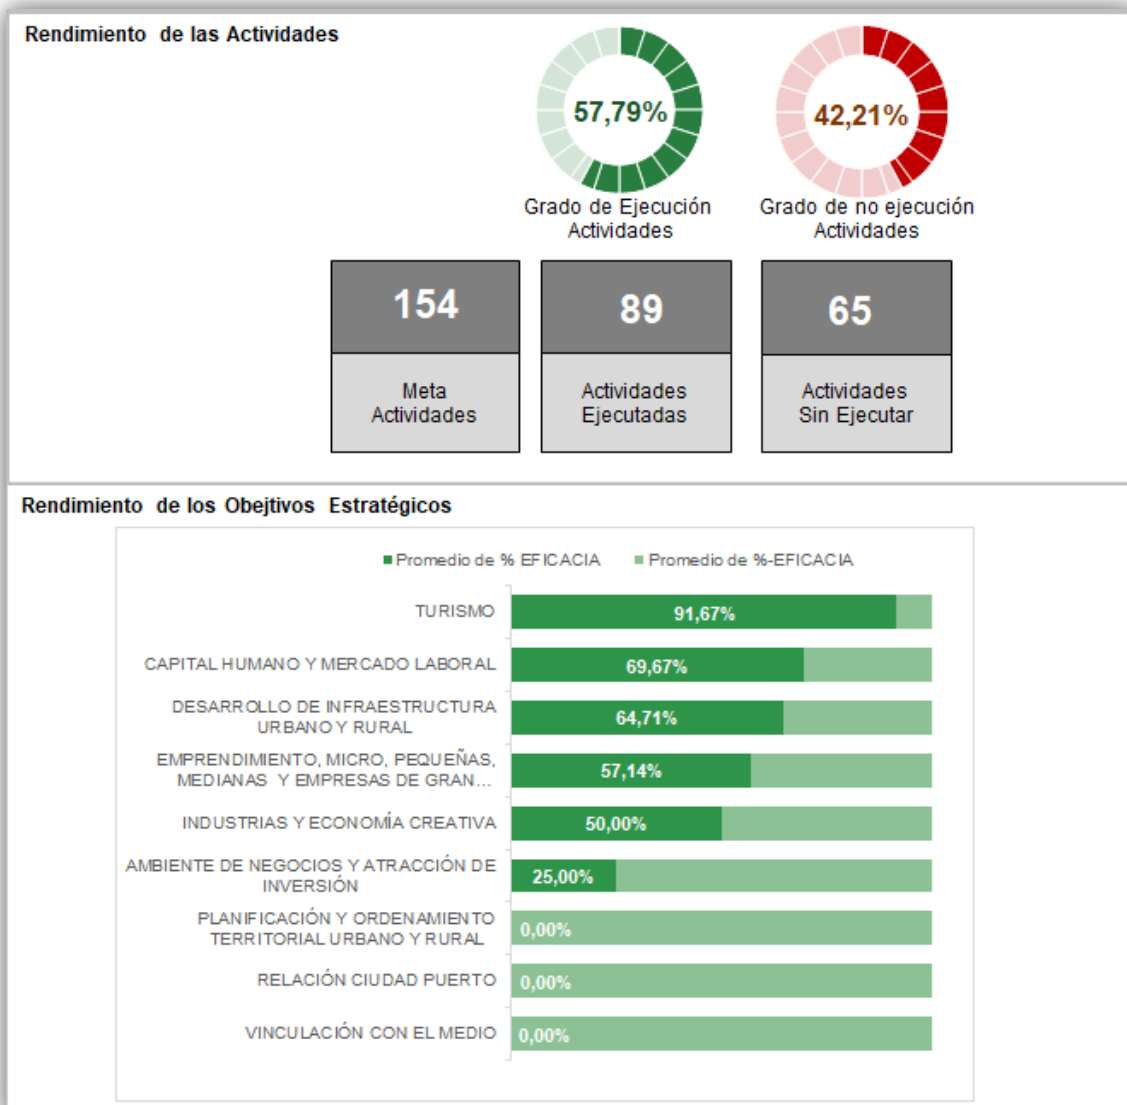 Rendimiento de las Actividades
57,79%
42,21%
Grado de Ejecución
Actividades
Grado de no ejecución
Actividades
154
89
65
Meta
Actividades
Actividades
Ejecutadas
Actividades
Sin Ejecutar
Rendimiento de los Obejtivos Estratégicos
Promedio de % EFICACIA
Promedio de %-EFICACIA
TURISMO
91,67%
CAPITAL HUMANO Y MERCADO LABORAL
69,67%
DESARROLLO DE INFRAESTRUCTURA
URBANO Y RURAL
64,71%
EMPRENDIMIENTO, MICRO, PEQUEÑAS,
MEDIANAS Y EMPRESAS DE GRAN...
57,14%
INDUSTRIAS Y ECONOMÍA CREATIVA
50,00%
AMBIENTE DE NEGOCIOS Y ATRACCIÓN DE
INVERSIÓN
25,00%
PLANIFICACIÓN Y ORDENAMIENTO
TERRITORIAL URBANO Y RURAL
0,00%
RELACIÓN CIUDAD PUERTO
0,00%
VINCULACIÓN CON EL MEDIO
0,00%